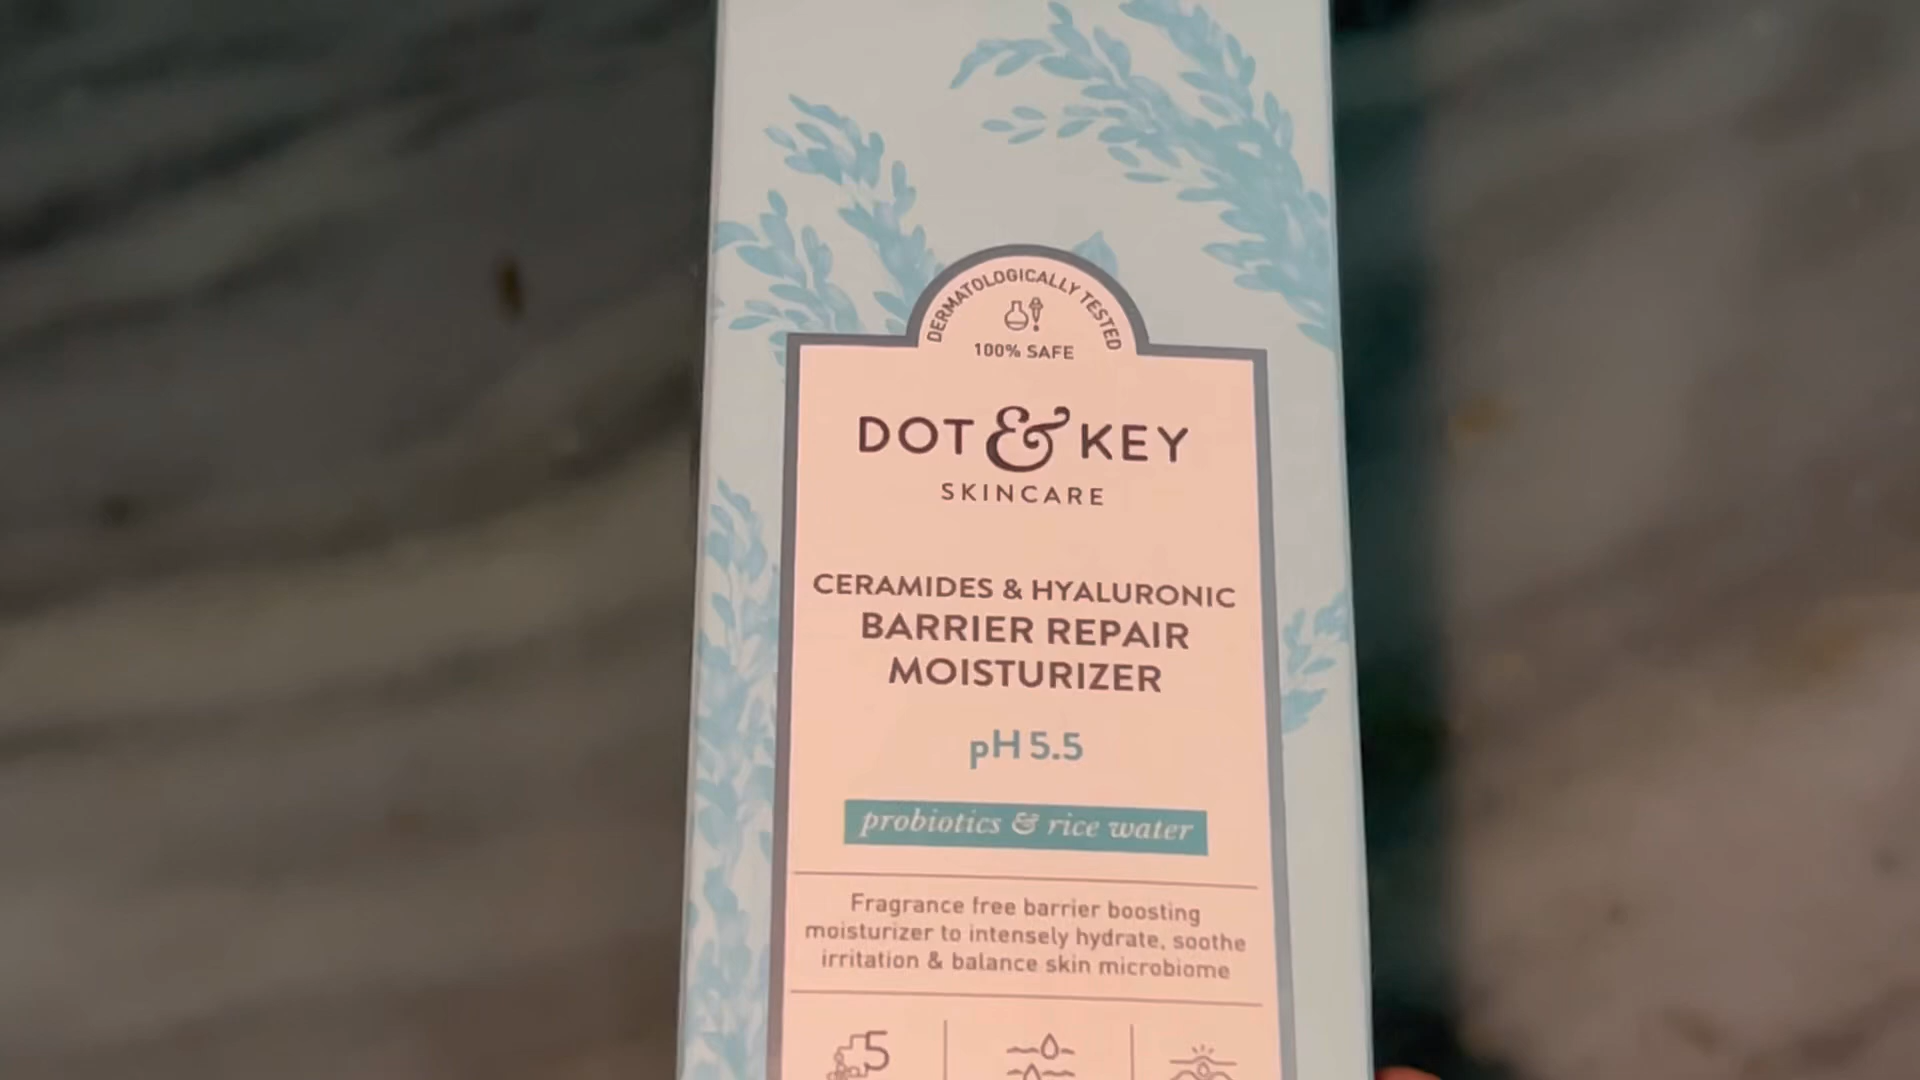 DERMATOLOGICALLY TESTED
100% SAFE
DOT & KEY
SKINCARE
CERAMIDES & HYALURONIC
BARRIER REPAIR
MOISTURIZER
pH 5.5
probiotics & rice water
Fragrance free barrier boosting
moisturizer to intensely hydrate, soothe
irritation & balance skin microbiome
5